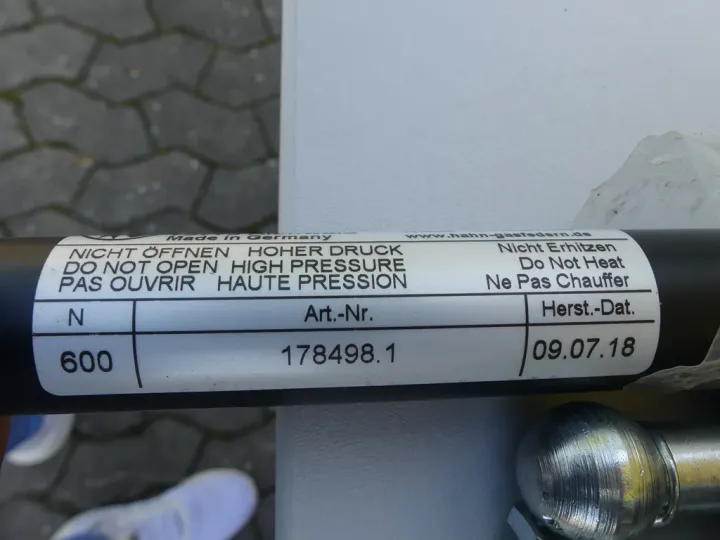 Made in Germany www.hahn-gasfedern.de
NICHT ÖFFNEN HOHER DRUCK Nicht Erhitzen
DO NOT OPEN HIGH PRESSURE Do Not Heat
PAS OUVRIR HAUTE PRESSION Ne Pas Chauffer
N Art.-Nr. Herst.-Dat.
600 178498.1 09.07.18